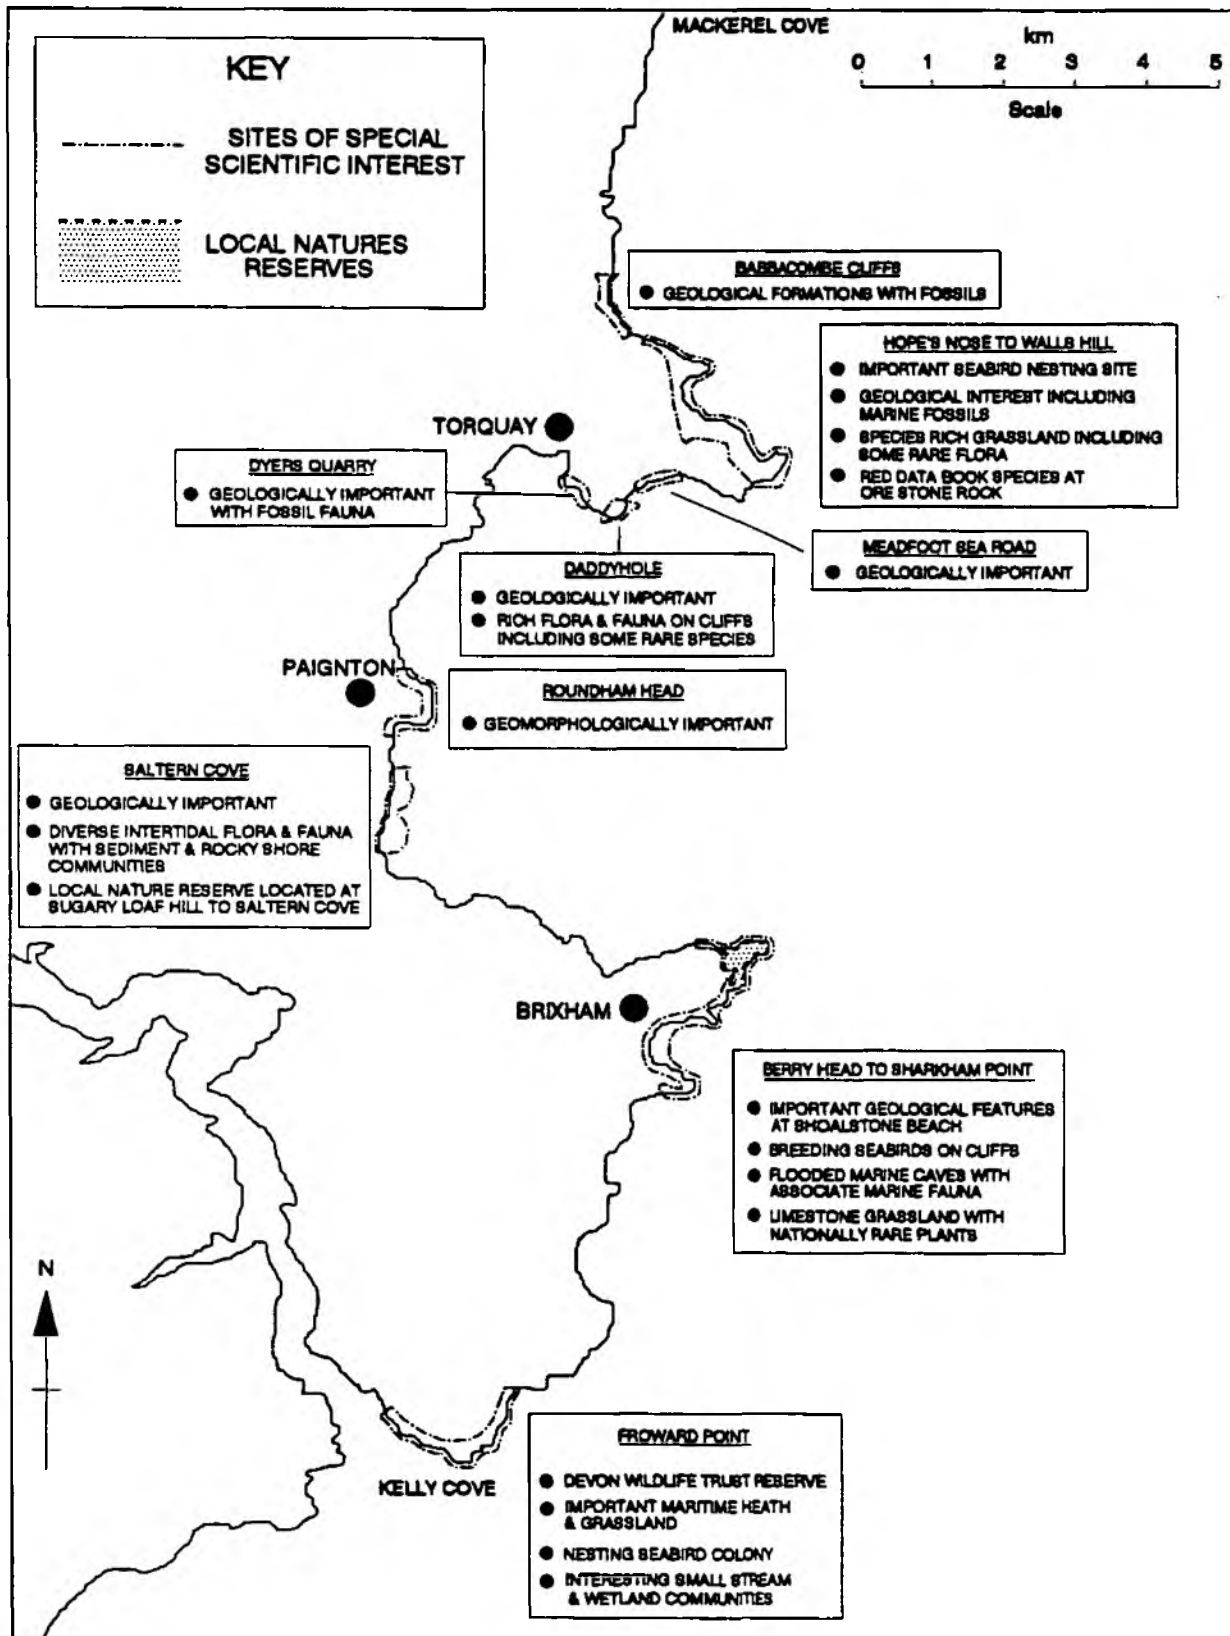 MACKEREL COVE
km
0 1 2 3 4 5
Scale
KEY
SITES OF SPECIAL
SCIENTIFIC INTEREST
LOCAL NATURES
RESERVES
BABBACOMBE CLIFFS
● GEOLOGICAL FORMATIONS WITH FOSSILS
HOPE'S NOSE TO WALLS HILL
● IMPORTANT SEABIRD NESTING SITE
● GEOLOGICAL INTEREST INCLUDING
MARINE FOSSILS
● SPECIES RICH GRASSLAND INCLUDING
SOME RARE FLORA
● RED DATA BOOK SPECIES AT
ORE STONE ROCK
TORQUAY
DYERS QUARRY
● GEOLOGICALLY IMPORTANT
WITH FOSSIL FAUNA
MEADFOOT SEA ROAD
● GEOLOGICALLY IMPORTANT
DADDYHOLE
● GEOLOGICALLY IMPORTANT
● RICH FLORA & FAUNA ON CLIFFS
INCLUDING SOME RARE SPECIES
PAIGNTON
ROUNDHAM HEAD
● GEOMORPHOLOGICALLY IMPORTANT
SALTERN COVE
● GEOLOGICALLY IMPORTANT
● DIVERSE INTERTIDAL FLORA & FAUNA
WITH SEDIMENT & ROCKY SHORE
COMMUNITIES
● LOCAL NATURE RESERVE LOCATED AT
SUGARY LOAF HILL TO SALTERN COVE
BRIXHAM
BERRY HEAD TO SHARKHAM POINT
● IMPORTANT GEOLOGICAL FEATURES
AT SHOALSTONE BEACH
● BREEDING SEABIRDS ON CLIFFS
● FLOODED MARINE CAVES WITH
ASSOCIATE MARINE FAUNA
● LIMESTONE GRASSLAND WITH
NATIONALLY RARE PLANTS
N
KELLY COVE
FROWARD POINT
● DEVON WILDLIFE TRUST RESERVE
● IMPORTANT MARITIME HEATH
& GRASSLAND
● NESTING SEABIRD COLONY
● INTERESTING SMALL STREAM
& WETLAND COMMUNITIES